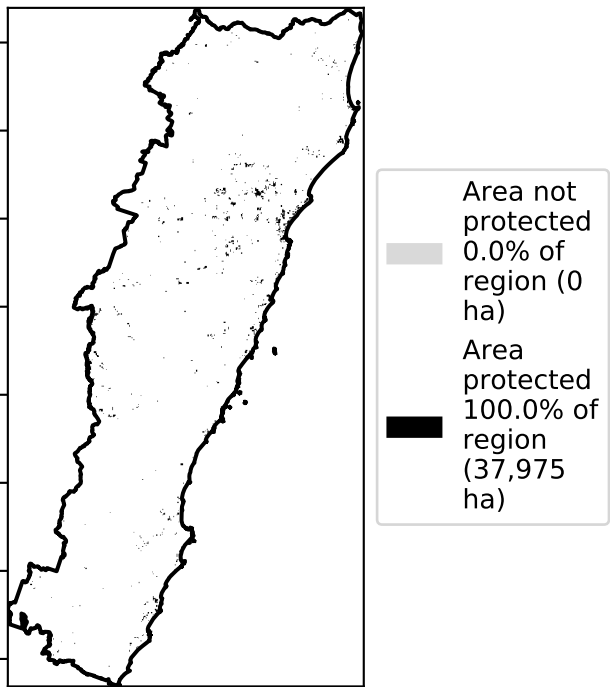 Area not
protected
0.0% of
region (0
ha)
Area
protected
100.0% of
region
(37,975
ha)